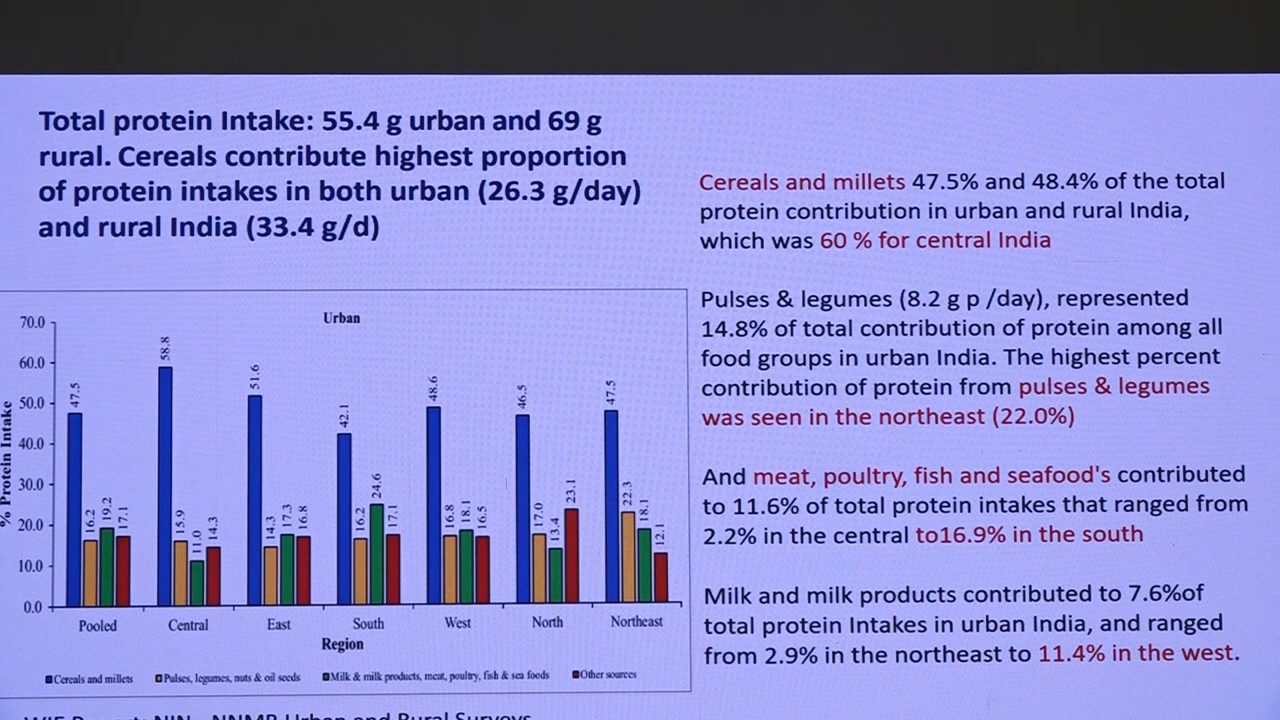 Total protein Intake: 55.4 g urban and 69 g
rural. Cereals contribute highest proportion
of protein intakes in both urban (26.3 g/day)
and rural India (33.4 g/d)
Cereals and millets 47.5% and 48.4% of the total
protein contribution in urban and rural India,
which was 60 % for central India
Pulses & legumes (8.2 g p /day), represented
14.8% of total contribution of protein among all
food groups in urban India. The highest percent
contribution of protein from pulses & legumes
was seen in the northeast (22.0%)
And meat, poultry, fish and seafood's contributed
to 11.6% of total protein intakes that ranged from
2.2% in the central to16.9% in the south
Milk and milk products contributed to 7.6%of
total protein Intakes in urban India, and ranged
from 2.9% in the northeast to 11.4% in the west.
Urban
% Protein Intake
70.0
60.0
50.0
40.0
30.0
20.0
10.0
0.0
47.5 16.2 19.2 17.1
58.8 15.9 11.0 14.3
51.6 14.3 17.3 16.8
42.1 16.2 24.6 17.1
48.6 16.8 18.1 16.5
46.5 17.0 13.4 23.1
47.5 22.3 18.1 12.1
Pooled Central East South West North Northeast
Region
Cereals and millets Pulses, legumes, nuts & oil seeds Milk & milk products, meat, poultry, fish & sea foods Other sources
NIN - NNMB Urban and Rural Surveys